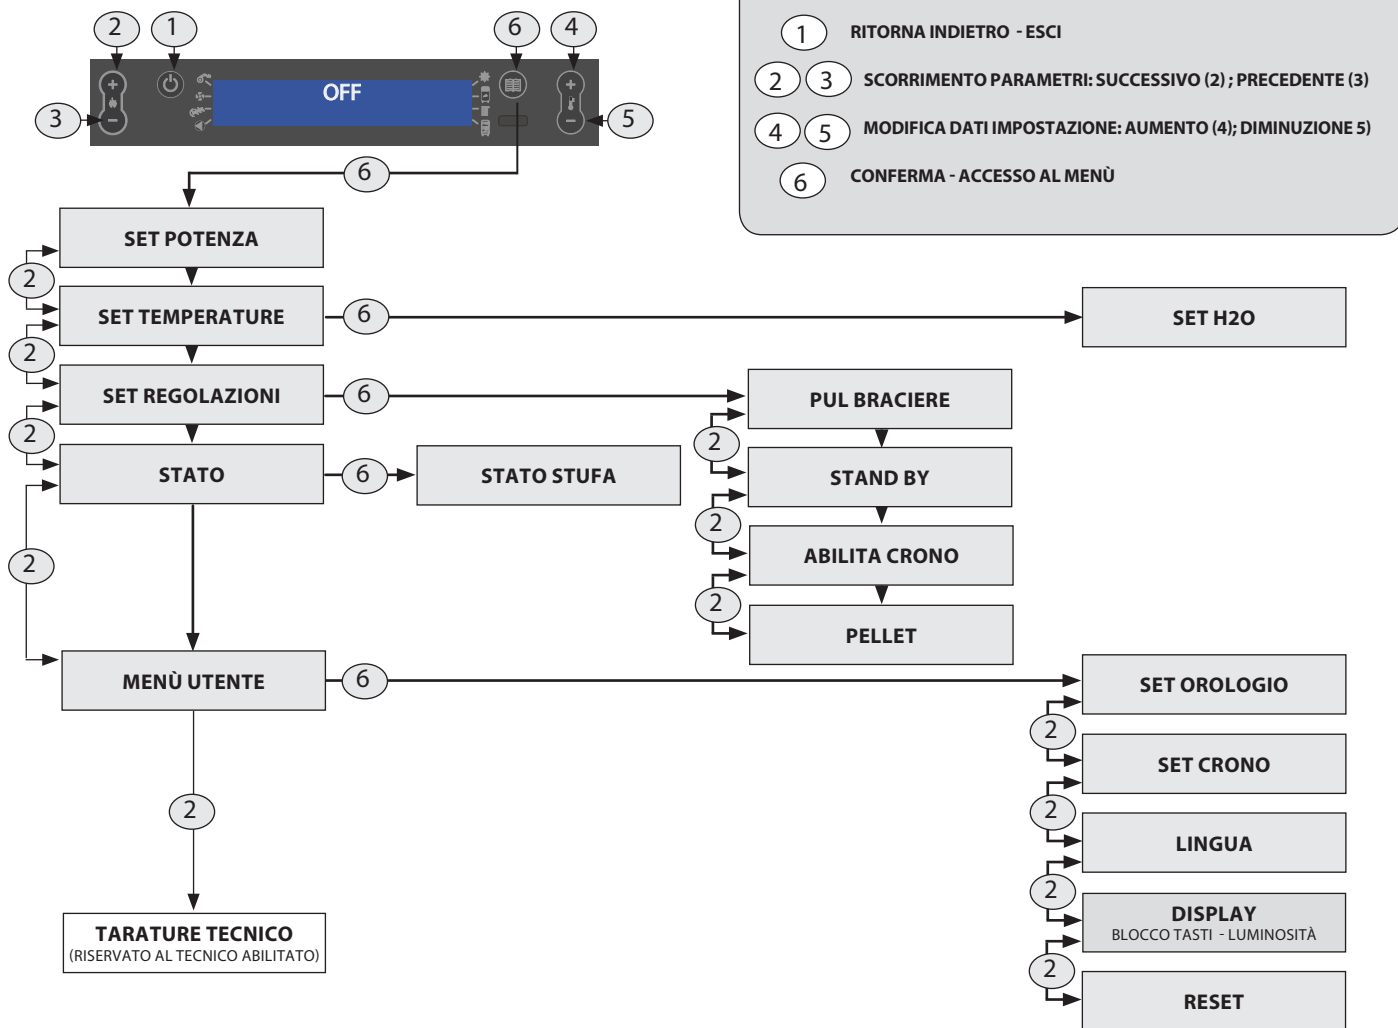 2
1
6
4
OFF
3
5
1 RITORNA INDIETRO - ESCI
2 3 SCORRIMENTO PARAMETRI: SUCCESSIVO (2) ; PRECEDENTE (3)
4 5 MODIFICA DATI IMPOSTAZIONE: AUMENTO (4); DIMINUZIONE 5)
6 CONFERMA - ACCESSO AL MENÙ
6
SET POTENZA
2
SET TEMPERATURE
6
SET H2O
2
SET REGOLAZIONI
6
PUL BRACIERE
2
2
STATO
6
STATO STUFA
STAND BY
2
2
ABILITA CRONO
2
PELLET
MENÙ UTENTE
6
SET OROLOGIO
2
SET CRONO
2
2
LINGUA
2
DISPLAY
BLOCCO TASTI - LUMINOSITÀ
2
RESET
TARATURE TECNICO
(RISERVATO AL TECNICO ABILITATO)